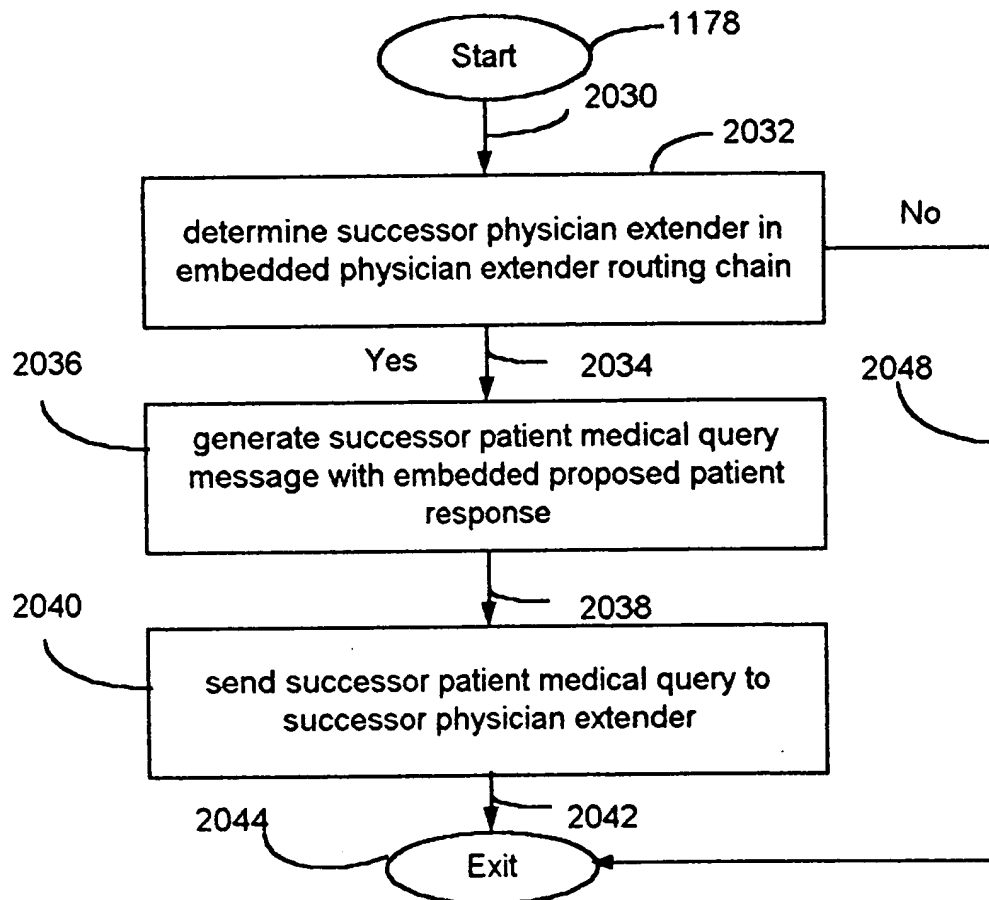 1178
Start
2030
2032
No
determine successor physician extender in
embedded physician extender routing chain
2036
Yes
2034
2048
generate successor patient medical query
message with embedded proposed patient
response
2040
2038
send successor patient medical query to
successor physician extender
2044
2042
Exit